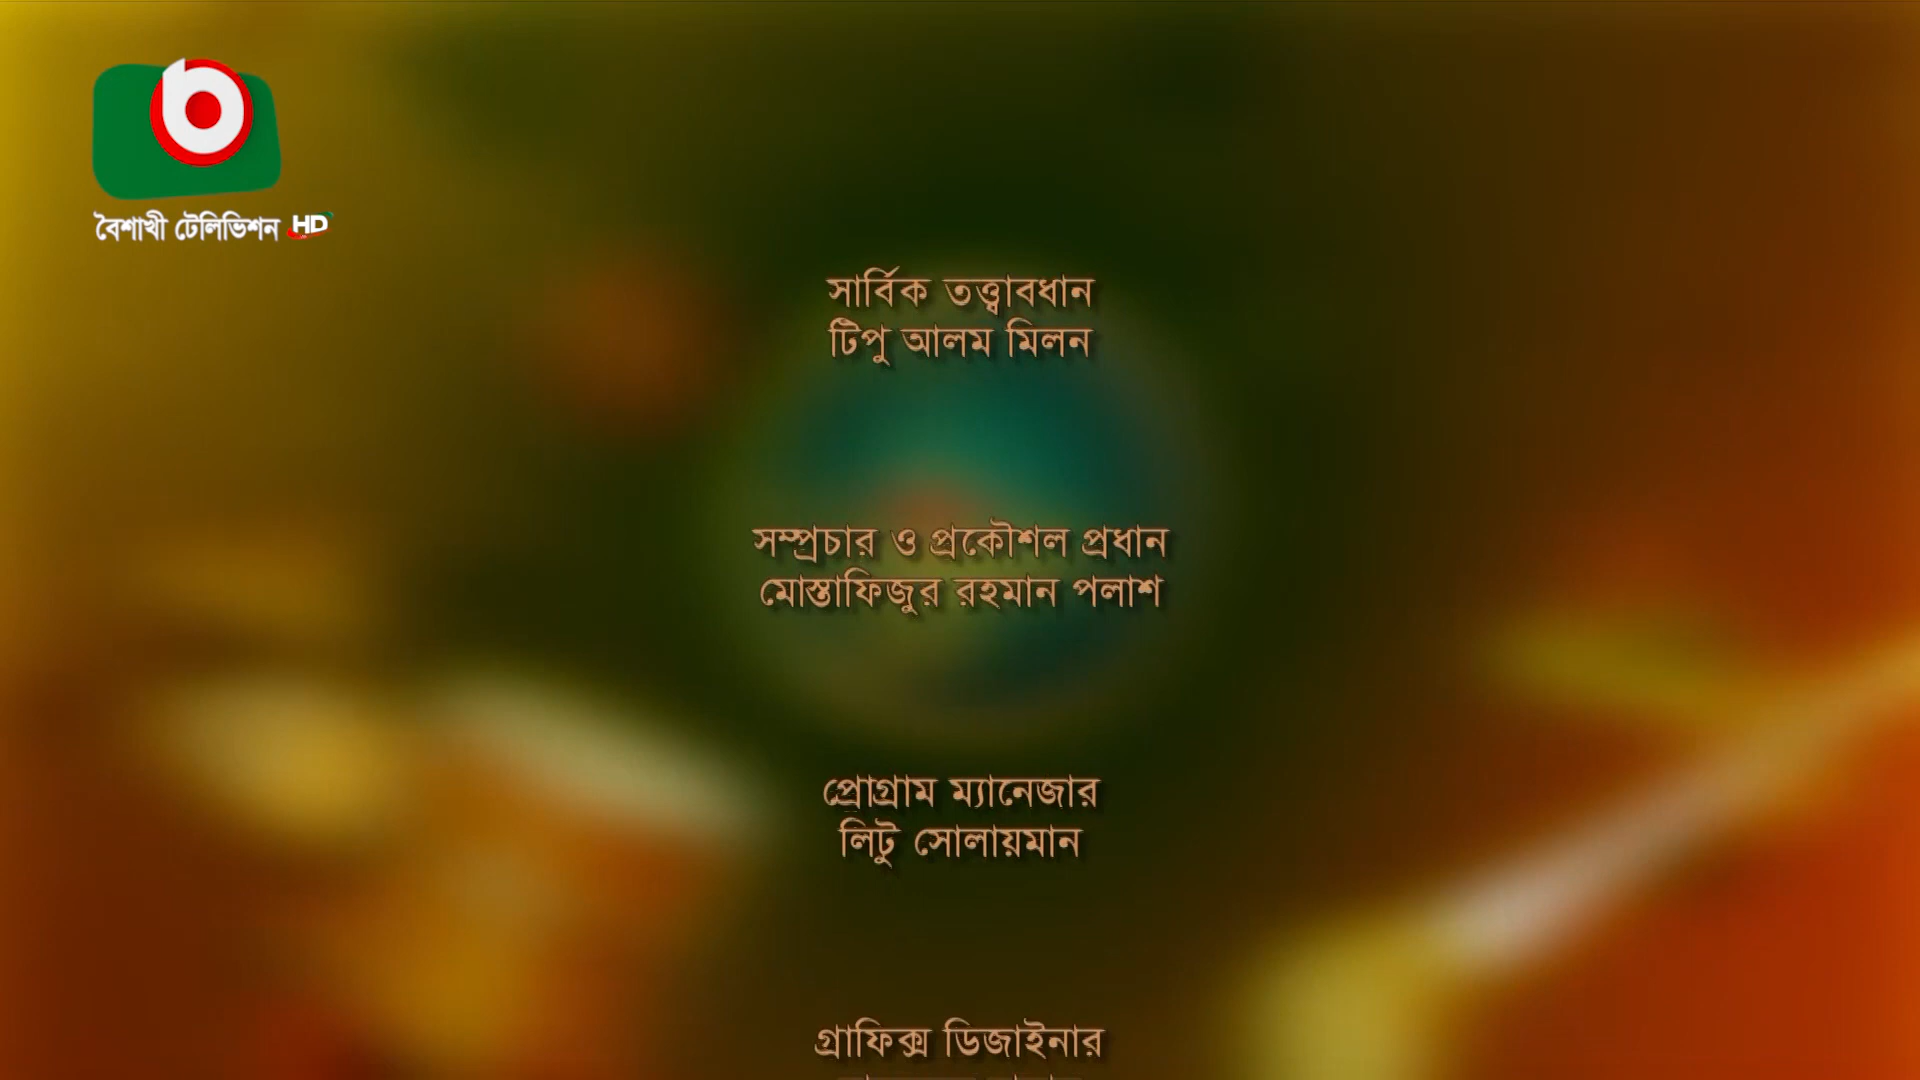 বৈশাখী টেলিভিশন HD
সার্বিক তত্ত্বাবধান
টিপু আলম মিলন
সম্প্রচার ও প্রকৌশল প্রধান
মোস্তাফিজুর রহমান পলাশ
প্রোগ্রাম ম্যানেজার
লিটু সোলায়মান
গ্রাফিক্স ডিজাইনার